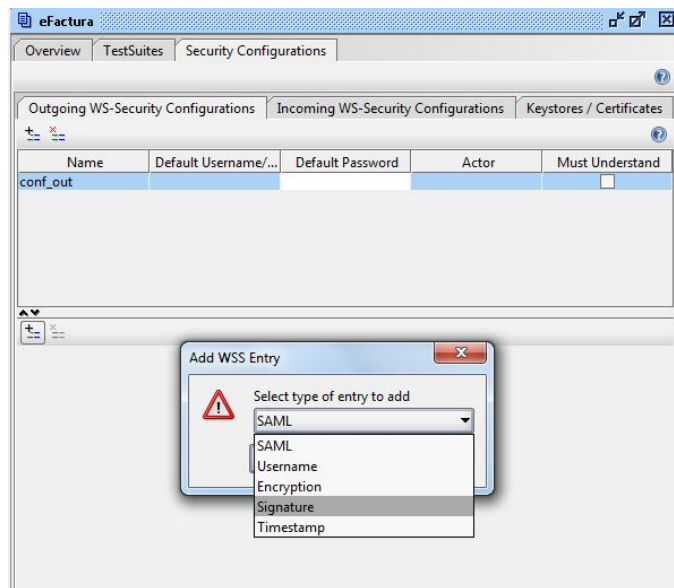 eFactura
Overview TestSuites Security Configurations
Outgoing WS-Security Configurations Incoming WS-Security Configurations Keystores / Certificates
Name Default Username/... Default Password Actor Must Understand
conf_out
Add WSS Entry
Select type of entry to add
SAML
SAML
Username
Encryption
Signature
Timestamp